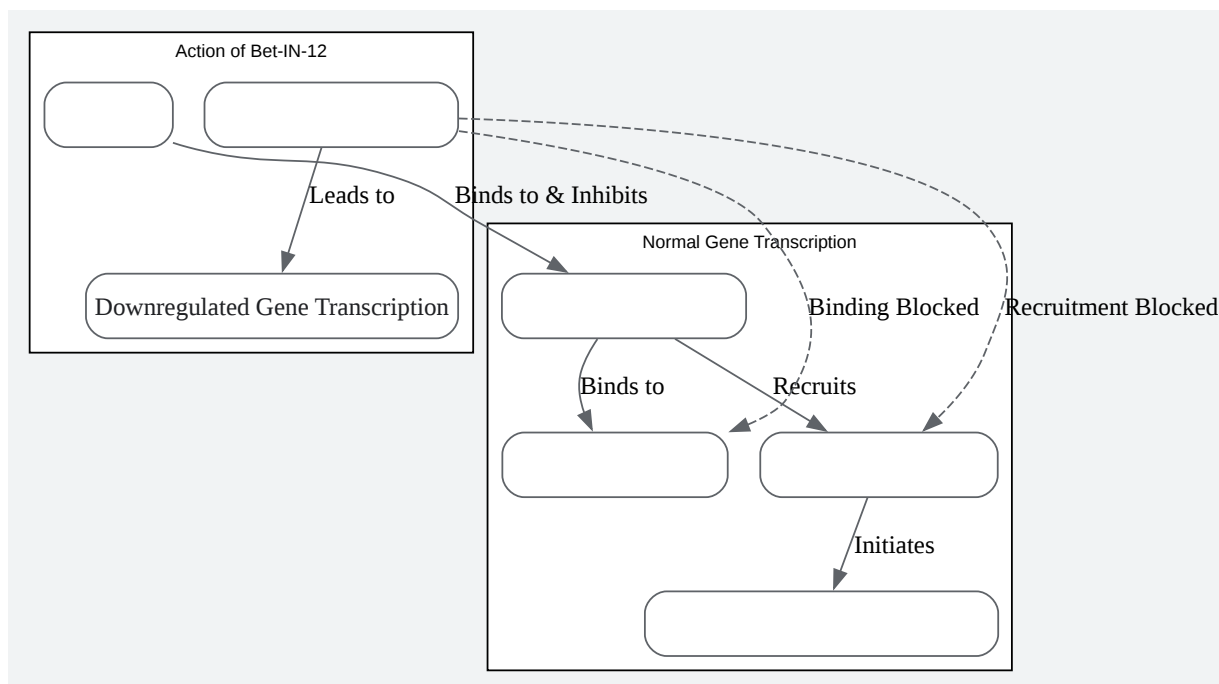 Action of Bet-IN-12
Leads to
Binds to & Inhibits
Normal Gene Transcription
Downregulated Gene Transcription
Binding Blocked
Recruitment Blocked
Binds to
Recruits
Initiates